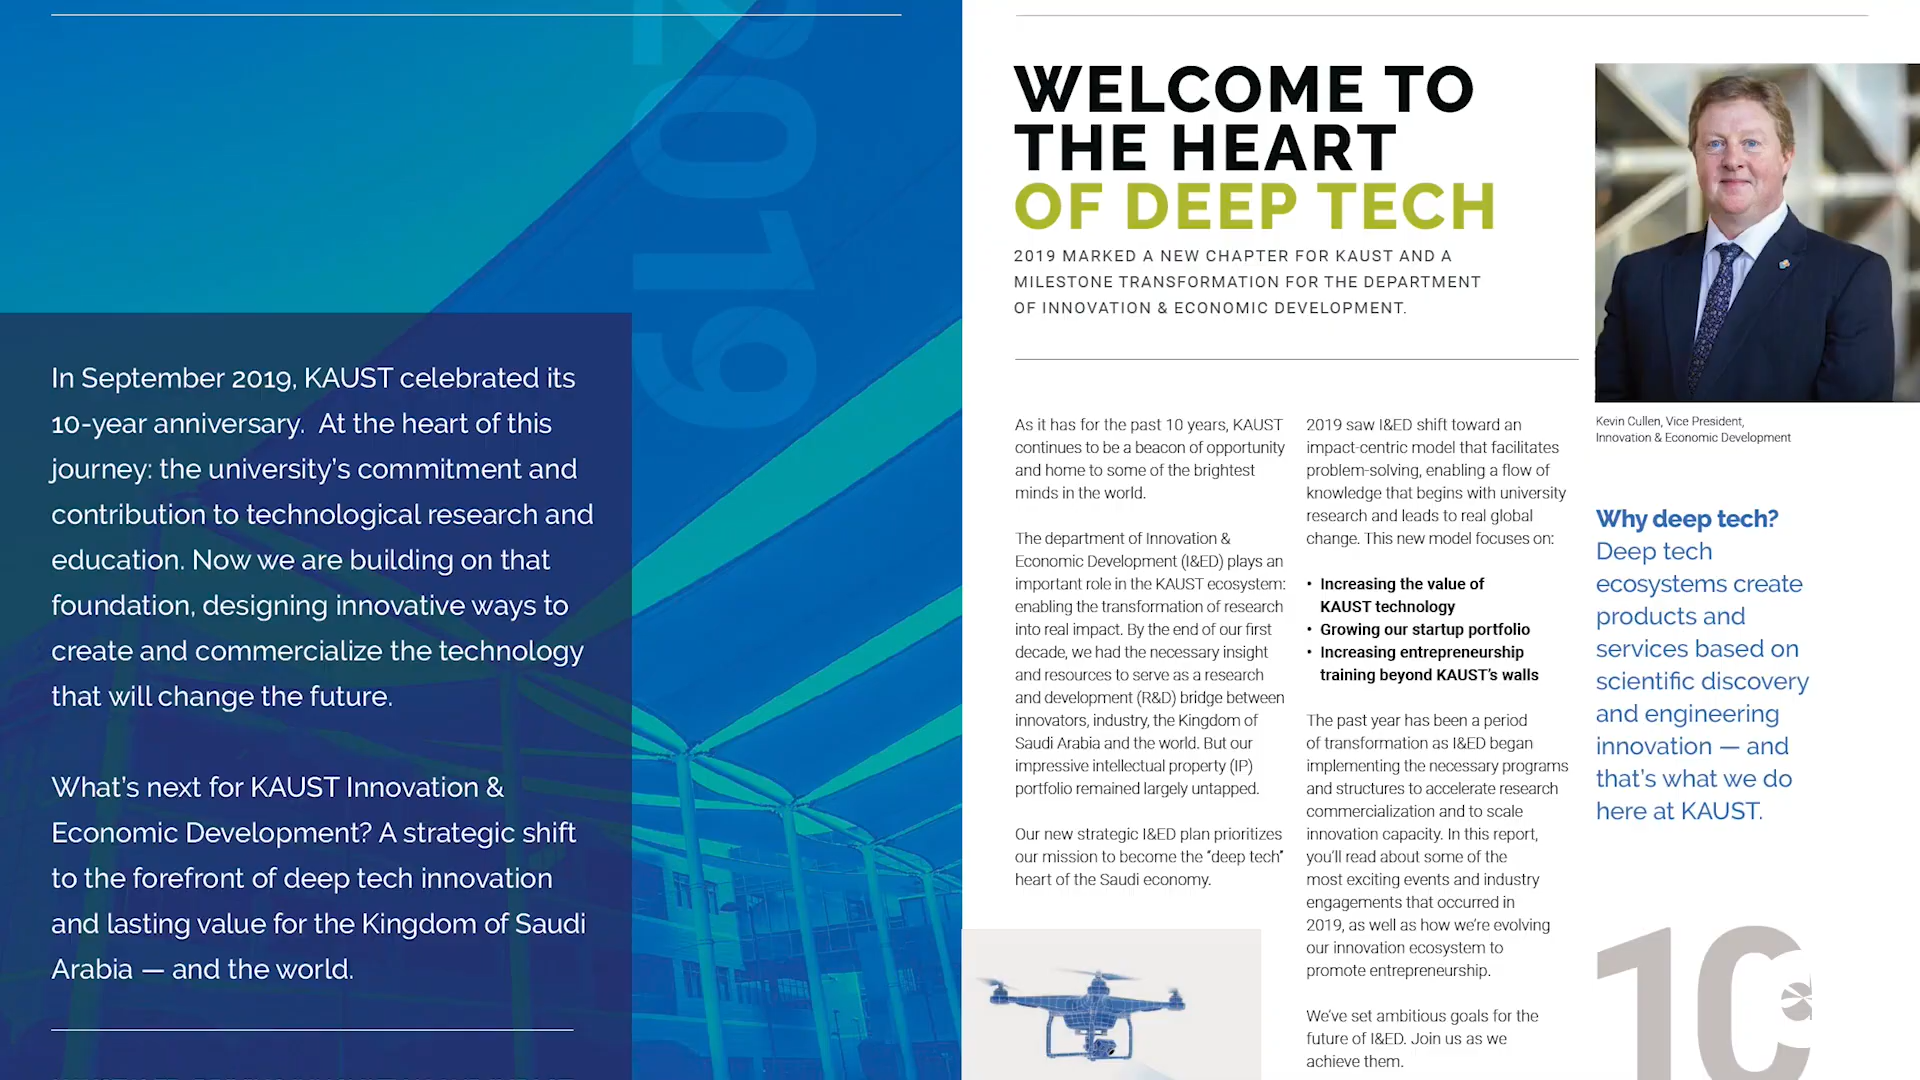 2019
In September 2019, KAUST celebrated its
10-year anniversary.  At the heart of this
journey: the university’s commitment and
contribution to technological research and
education. Now we are building on that
foundation, designing innovative ways to
create and commercialize the technology
that will change the future.
What’s next for KAUST Innovation &
Economic Development? A strategic shift
to the forefront of deep tech innovation
and lasting value for the Kingdom of Saudi
Arabia — and the world.
WELCOME TO
THE HEART
OF DEEP TECH
2019 MARKED A NEW CHAPTER FOR KAUST AND A
MILESTONE TRANSFORMATION FOR THE DEPARTMENT
OF INNOVATION & ECONOMIC DEVELOPMENT.
As it has for the past 10 years, KAUST
continues to be a beacon of opportunity
and home to some of the brightest
minds in the world.
The department of Innovation &
Economic Development (I&ED) plays an
important role in the KAUST ecosystem:
enabling the transformation of research
into real impact. By the end of our first
decade, we had the necessary insight
and resources to serve as a research
and development (R&D) bridge between
innovators, industry, the Kingdom of
Saudi Arabia and the world. But our
impressive intellectual property (IP)
portfolio remained largely untapped.
Our new strategic I&ED plan prioritizes
our mission to become the “deep tech”
heart of the Saudi economy.
2019 saw I&ED shift toward an
impact-centric model that facilitates
problem-solving, enabling a flow of
knowledge that begins with university
research and leads to real global
change. This new model focuses on:
• Increasing the value of
KAUST technology
• Growing our startup portfolio
• Increasing entrepreneurship
training beyond KAUST’s walls
The past year has been a period
of transformation as I&ED began
implementing the necessary programs
and structures to accelerate research
commercialization and to scale
innovation capacity. In this report,
you’ll read about some of the
most exciting events and industry
engagements that occurred in
2019, as well as how we’re evolving
our innovation ecosystem to
promote entrepreneurship.
We’ve set ambitious goals for the
future of I&ED. Join us as we
achieve them.
Kevin Cullen, Vice President,
Innovation & Economic Development
Why deep tech?
Deep tech
ecosystems create
products and
services based on
scientific discovery
and engineering
innovation — and
that’s what we do
here at KAUST.
10